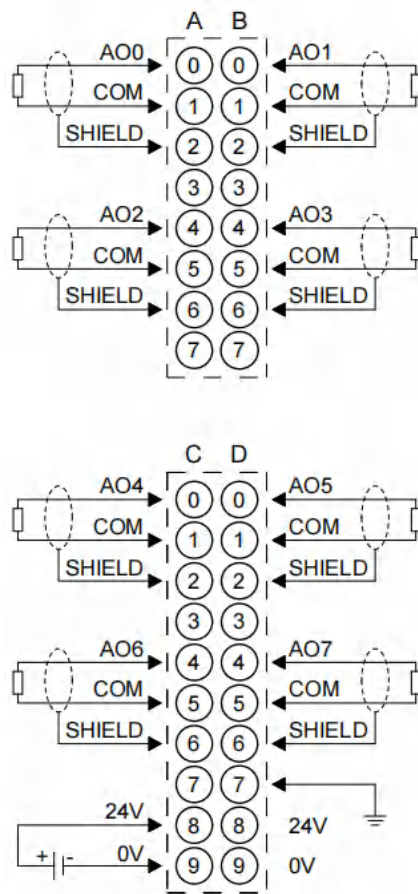 A B
AO0 0 0 AO1
COM 1 1 COM
SHIELD 2 2 SHIELD
3 3
AO2 4 4 AO3
COM 5 5 COM
SHIELD 6 6 SHIELD
7 7
C D
AO4 0 0 AO5
COM 1 1 COM
SHIELD 2 2 SHIELD
3 3
AO6 4 4 AO7
COM 5 5 COM
SHIELD 6 6 SHIELD
7 7
24V 8 8 24V
+ - 0V 9 9 0V